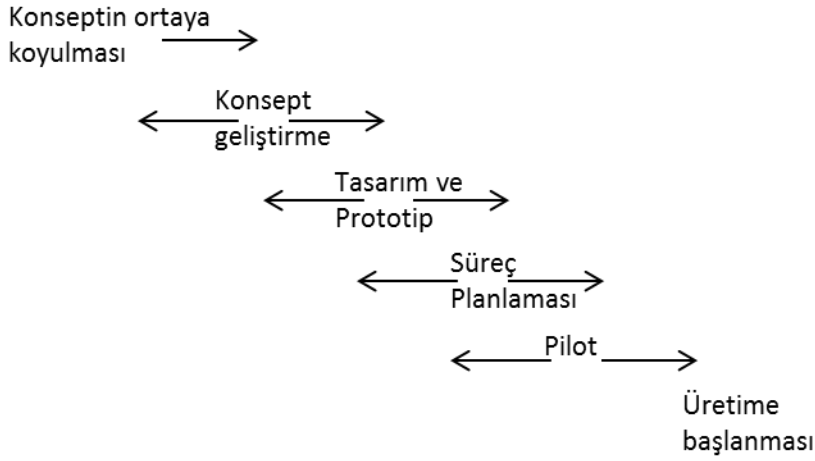 Konseptin ortaya
koyulması
Konsept
geliştirme
Tasarım ve
Prototip
Süreç
Planlaması
Pilot
Üretime
başlanması